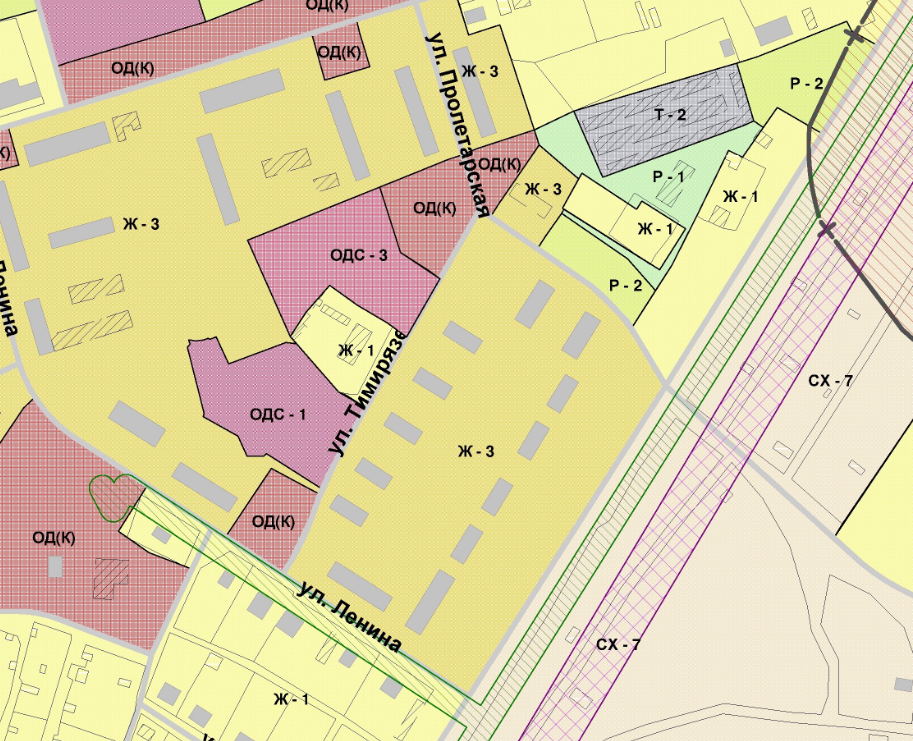 ОД(К)
ОД(К)
ОД(К)
ул. Пролетарская
Ж - 3
Р - 2
Т - 2
ОД(К)
Р - 1
Ж - 3
Ж - 1
ОД(К)
Ж - 3
Ж - 1
ОДС - 3
Р - 2
Ж - 1
СХ - 7
ул. Тимирязе
ОДС - 1
Ж - 3
ОД(К)
ОД(К)
ул. Ленина
СХ - 7
Ж - 1